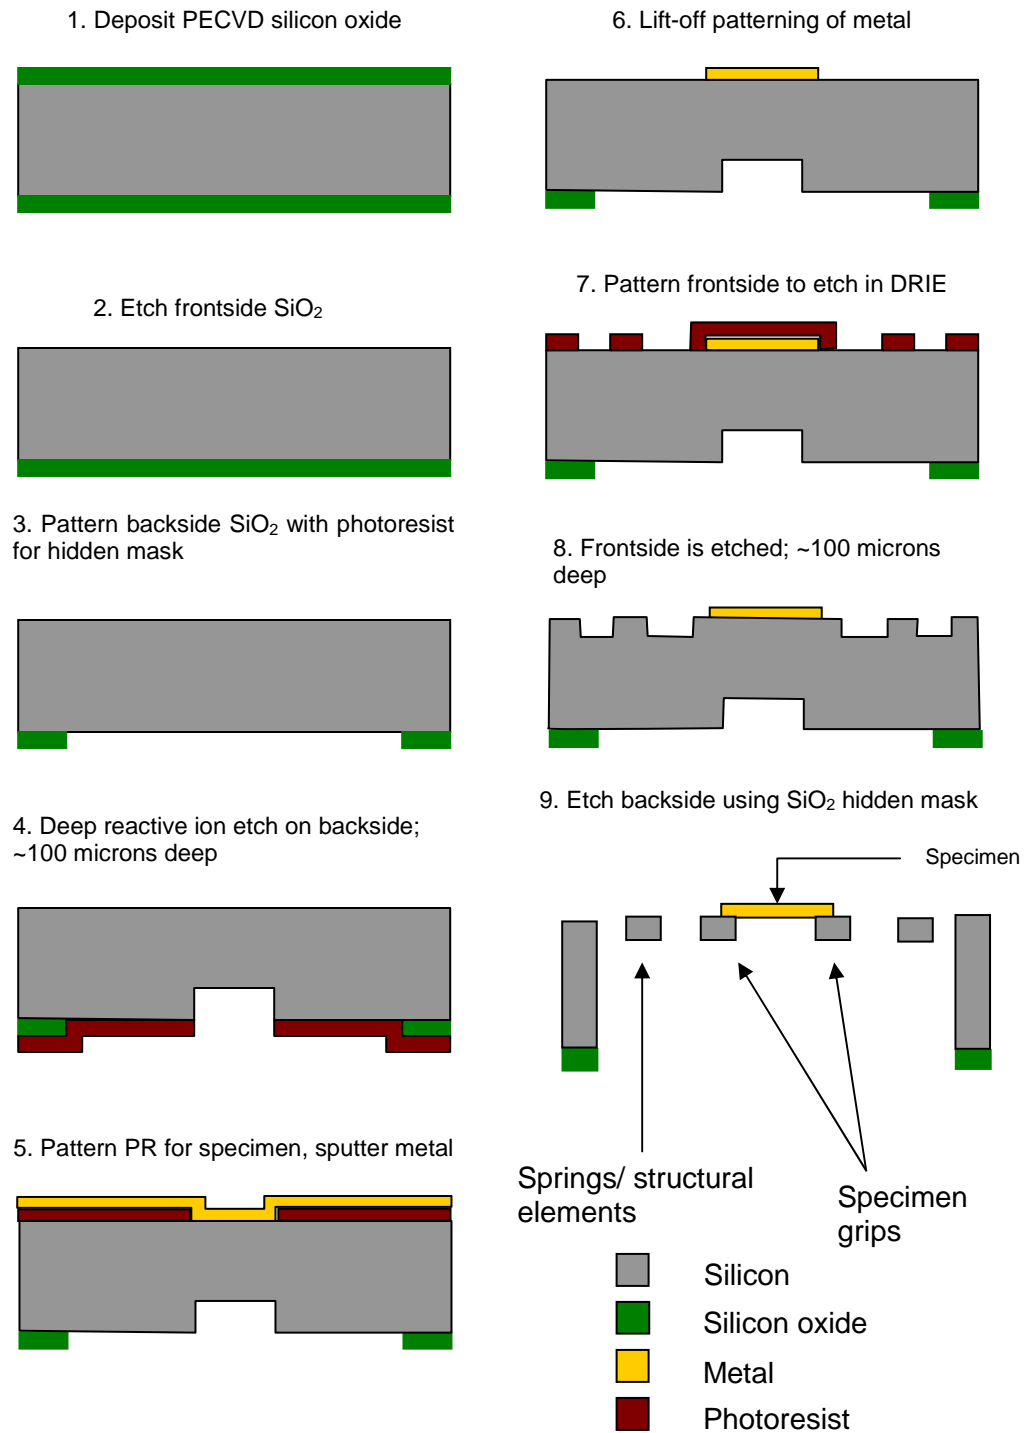 1. Deposit PECVD silicon oxide
2. Etch frontside SiO₂
3. Pattern backside SiO₂ with photoresist
for hidden mask
4. Deep reactive ion etch on backside;
~100 microns deep
5. Pattern PR for specimen, sputter metal
6. Lift-off patterning of metal
7. Pattern frontside to etch in DRIE
8. Frontside is etched; ~100 microns
deep
9. Etch backside using SiO₂ hidden mask
Specimen
Springs/ structural
elements
Specimen
grips
Silicon
Silicon oxide
Metal
Photoresist